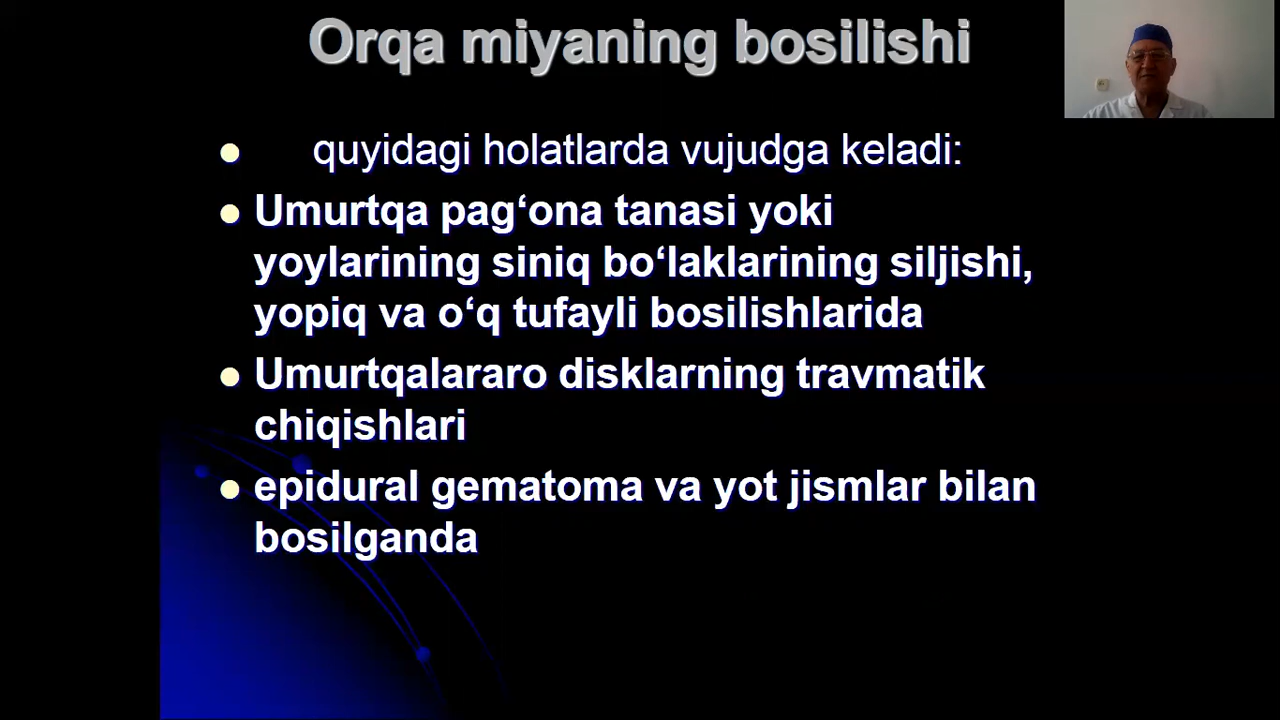 Orqa miyaning bosilishi
quyidagi holatlarda vujudga keladi:
Umurtqa pag‘ona tanasi yoki
yoylarining siniq bo‘laklarining siljishi,
yopiq va o‘q tufayli bosilishlarida
Umurtqalararo disklarning travmatik
chiqishlari
epidural gematoma va yot jismlar bilan
bosilganda